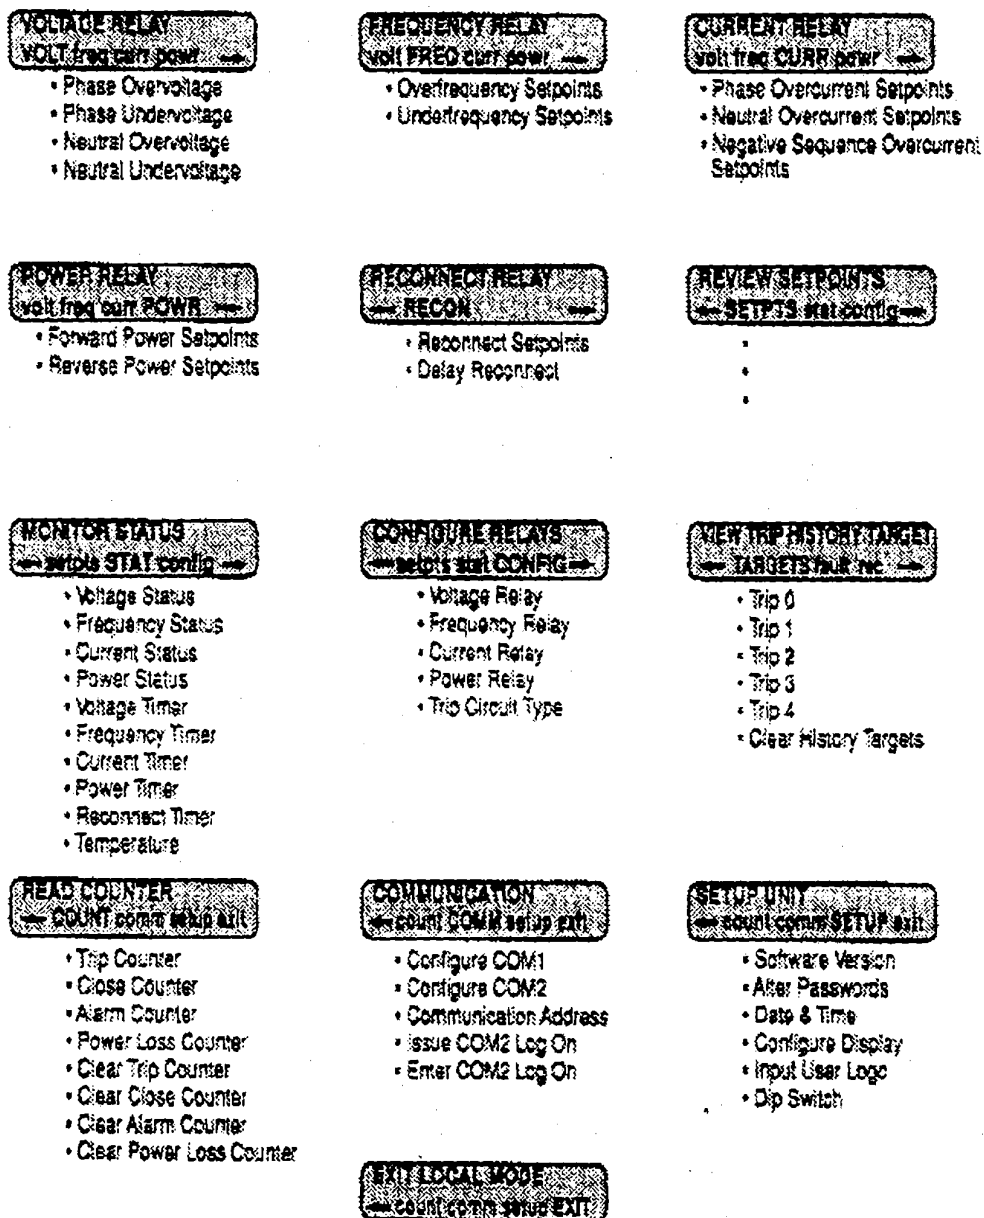 VOLTAGE RELAY
VOLT freq curr powr →
• Phase Overvoltage
• Phase Undervoltage
• Neutral Overvoltage
• Neutral Undervoltage
FREQUENCY RELAY
volt FREQ curr powr →
• Overfrequency Setpoints
• Underfrequency Setpoints
CURRENT RELAY
volt freq CURR powr →
• Phase Overcurrent Setpoints
• Neutral Overcurrent Setpoints
• Negative Sequence Overcurrent
Setpoints
POWER RELAY
volt freq curr POWR →
• Forward Power Setpoints
• Reverse Power Setpoints
RECONNECT RELAY
← RECON →
• Reconnect Setpoints
• Delay Reconnect
REVIEW SETPOINTS
← SETPTS stat config →
•
•
•
MONITOR STATUS
← setpts STAT config →
• Voltage Status
• Frequency Status
• Current Status
• Power Status
• Voltage Timer
• Frequency Timer
• Current Timer
• Power Timer
• Reconnect Timer
• Temperature
CONFIGURE RELAYS
← setpts stat CONFIG →
• Voltage Relay
• Frequency Relay
• Current Relay
• Power Relay
• Trip Circuit Type
VIEW TRIP HISTORY TARGET
← TARGETS fault rec →
• Trip 0
• Trip 1
• Trip 2
• Trip 3
• Trip 4
• Clear History Targets
READ COUNTER
← COUNT comm setup exit
• Trip Counter
• Close Counter
• Alarm Counter
• Power Loss Counter
• Clear Trip Counter
• Clear Close Counter
• Clear Alarm Counter
• Clear Power Loss Counter
COMMUNICATION
← count COMM setup exit
• Configure COM1
• Configure COM2
• Communication Address
• Issue COM2 Log On
• Enter COM2 Log On
SETUP UNIT
← count comm SETUP exit
• Software Version
• Alter Passwords
• Date & Time
• Configure Display
• Input User Logo
• Dip Switch
EXIT LOCAL MODE
← count comm setup EXIT